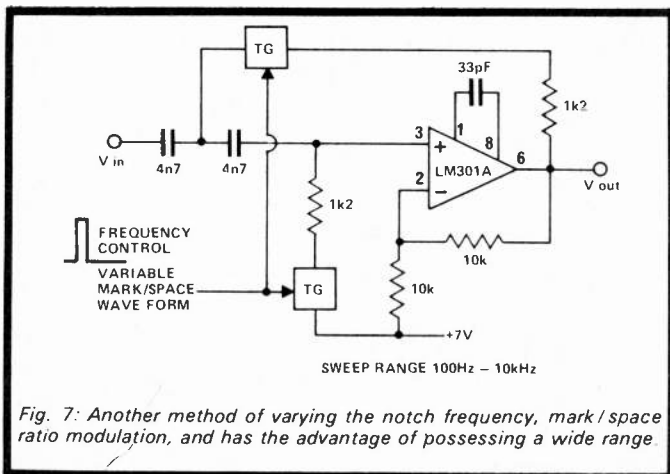 TG
33pF
1k2
3
1
8
6
+
LM301A
2
−
V in
4n7
4n7
V out
1k2
10k
FREQUENCY
CONTROL
VARIABLE
MARK/SPACE
WAVE FORM
TG
10k
+7V
SWEEP RANGE 100Hz – 10kHz
Fig. 7: Another method of varying the notch frequency, mark/space
ratio modulation, and has the advantage of possessing a wide range.